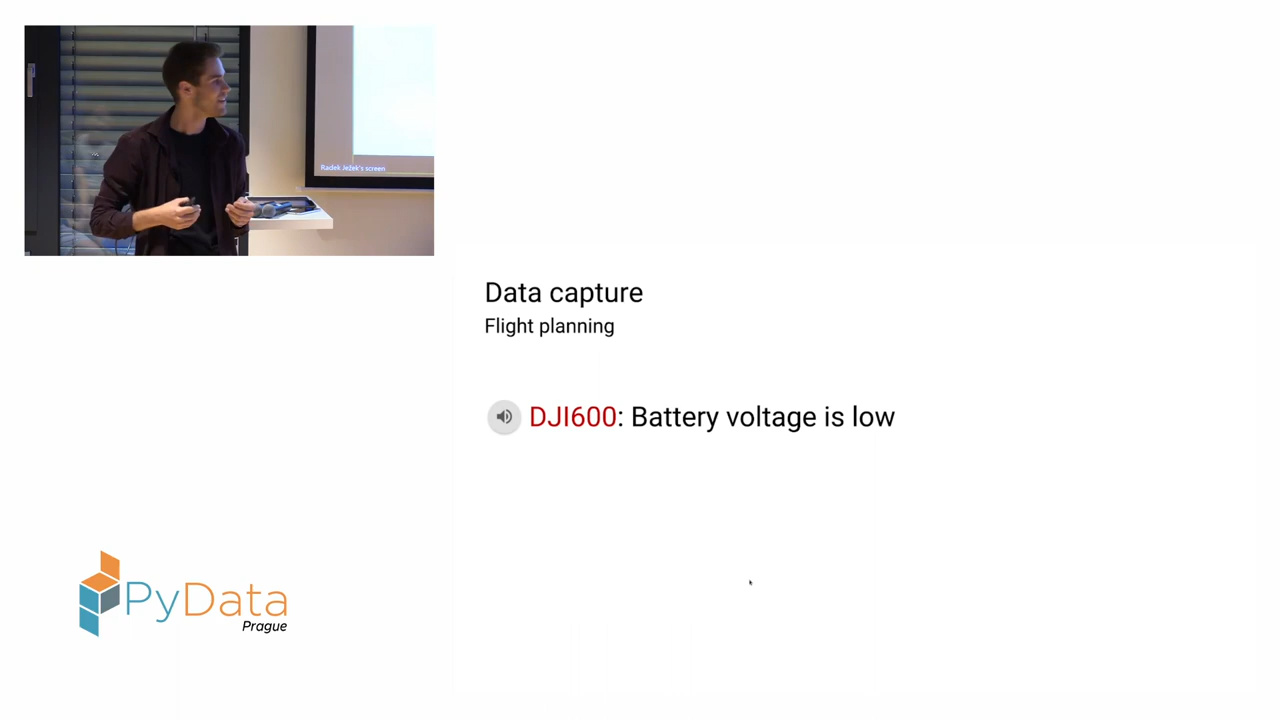 Radek Ježek's screen
Data capture
Flight planning
DJI600: Battery voltage is low
PyData
Prague